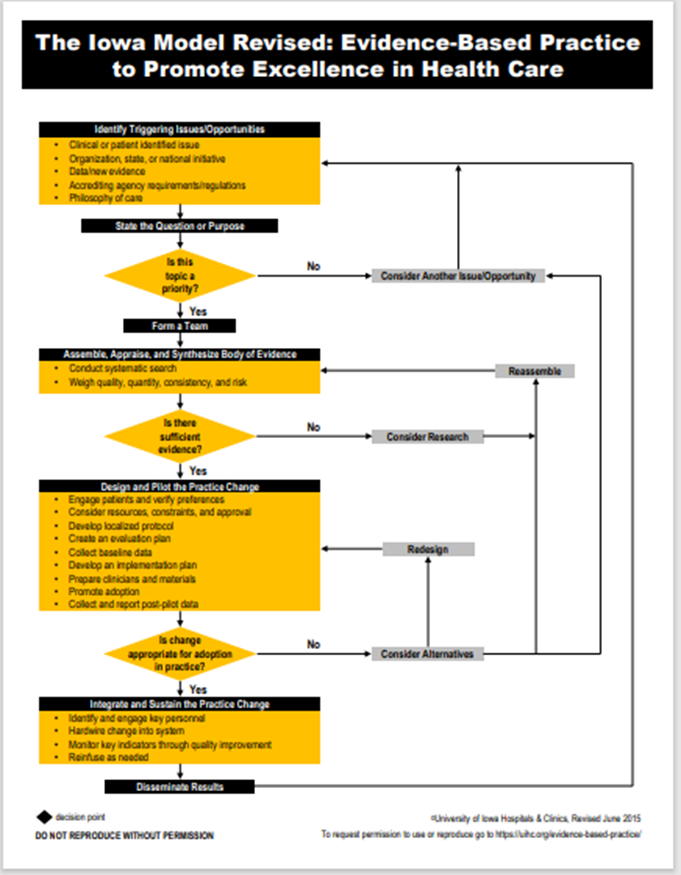 The Iowa Model Revised: Evidence-Based Practice
to Promote Excellence in Health Care
Identify Triggering Issues/Opportunities
• Clinical or patient identified issue
• Organization, state, or national initiative
• Data/new evidence
• Accrediting agency requirements/regulations
• Philosophy of care
State the Question or Purpose
Is this
topic a
priority?
No
Consider Another Issue/Opportunity
Yes
Form a Team
Assemble, Appraise, and Synthesize Body of Evidence
• Conduct systematic search
• Weigh quality, quantity, consistency, and risk
Reassemble
Is there
sufficient
evidence?
No
Consider Research
Yes
Design and Pilot the Practice Change
• Engage patients and verify preferences
• Consider resources, constraints, and approval
• Develop localized protocol
• Create an evaluation plan
• Collect baseline data
• Develop an implementation plan
• Prepare clinicians and materials
• Promote adoption
• Collect and report post-pilot data
Redesign
Is change
appropriate for adoption
in practice?
No
Consider Alternatives
Yes
Integrate and Sustain the Practice Change
• Identify and engage key personnel
• Hardwire change into system
• Monitor key indicators through quality improvement
• Reinfuse as needed
Disseminate Results
decision point
©University of Iowa Hospitals & Clinics, Revised June 2015
DO NOT REPRODUCE WITHOUT PERMISSION
To request permission to use or reproduce go to https://uihc.org/evidence-based-practice/